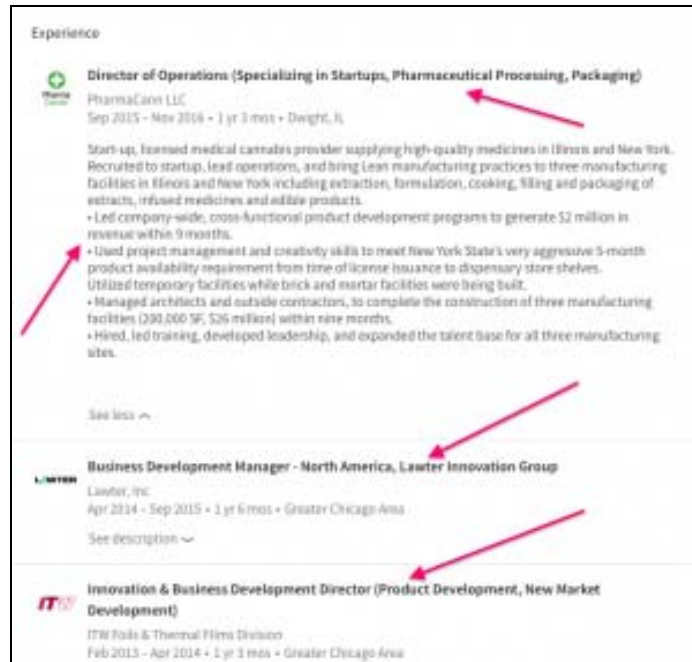 Experience
Director of Operations (Specializing in Startups, Pharmaceutical Processing, Packaging)
PharmaCann LLC
Sep 2015 – Nov 2016 • 1 yr 3 mos • Dwight, IL
Start-up, licensed medical cannabis provider supplying high-quality medicines in Illinois and New York.
Recruited to startup, lead operations, and bring Lean manufacturing practices to three manufacturing
facilities in Illinois and New York including extraction, formulation, cooking, filling and packaging of
extracts, infused medicines and edible products.
• Led company-wide, cross-functional product development programs to generate $2 million in
revenue within 9 months.
• Used project management and creativity skills to meet New York State's very aggressive 5-month
product availability requirement from time of license issuance to dispensary store shelves.
Utilized temporary facilities while brick and mortar facilities were being built.
• Managed architects and outside contractors, to complete the construction of three manufacturing
facilities (200,000 SF, $26 million) within nine months.
• Hired, led training, developed leadership, and expanded the talent base for all three manufacturing
sites.
See less
LAWTER
Business Development Manager - North America, Lawter Innovation Group
Lawter, Inc
Apr 2014 – Sep 2015 • 1 yr 6 mos • Greater Chicago Area
See description
ITW
Innovation & Business Development Director (Product Development, New Market
Development)
ITW Foils & Thermal Films Division
Feb 2013 – Apr 2014 • 1 yr 3 mos • Greater Chicago Area